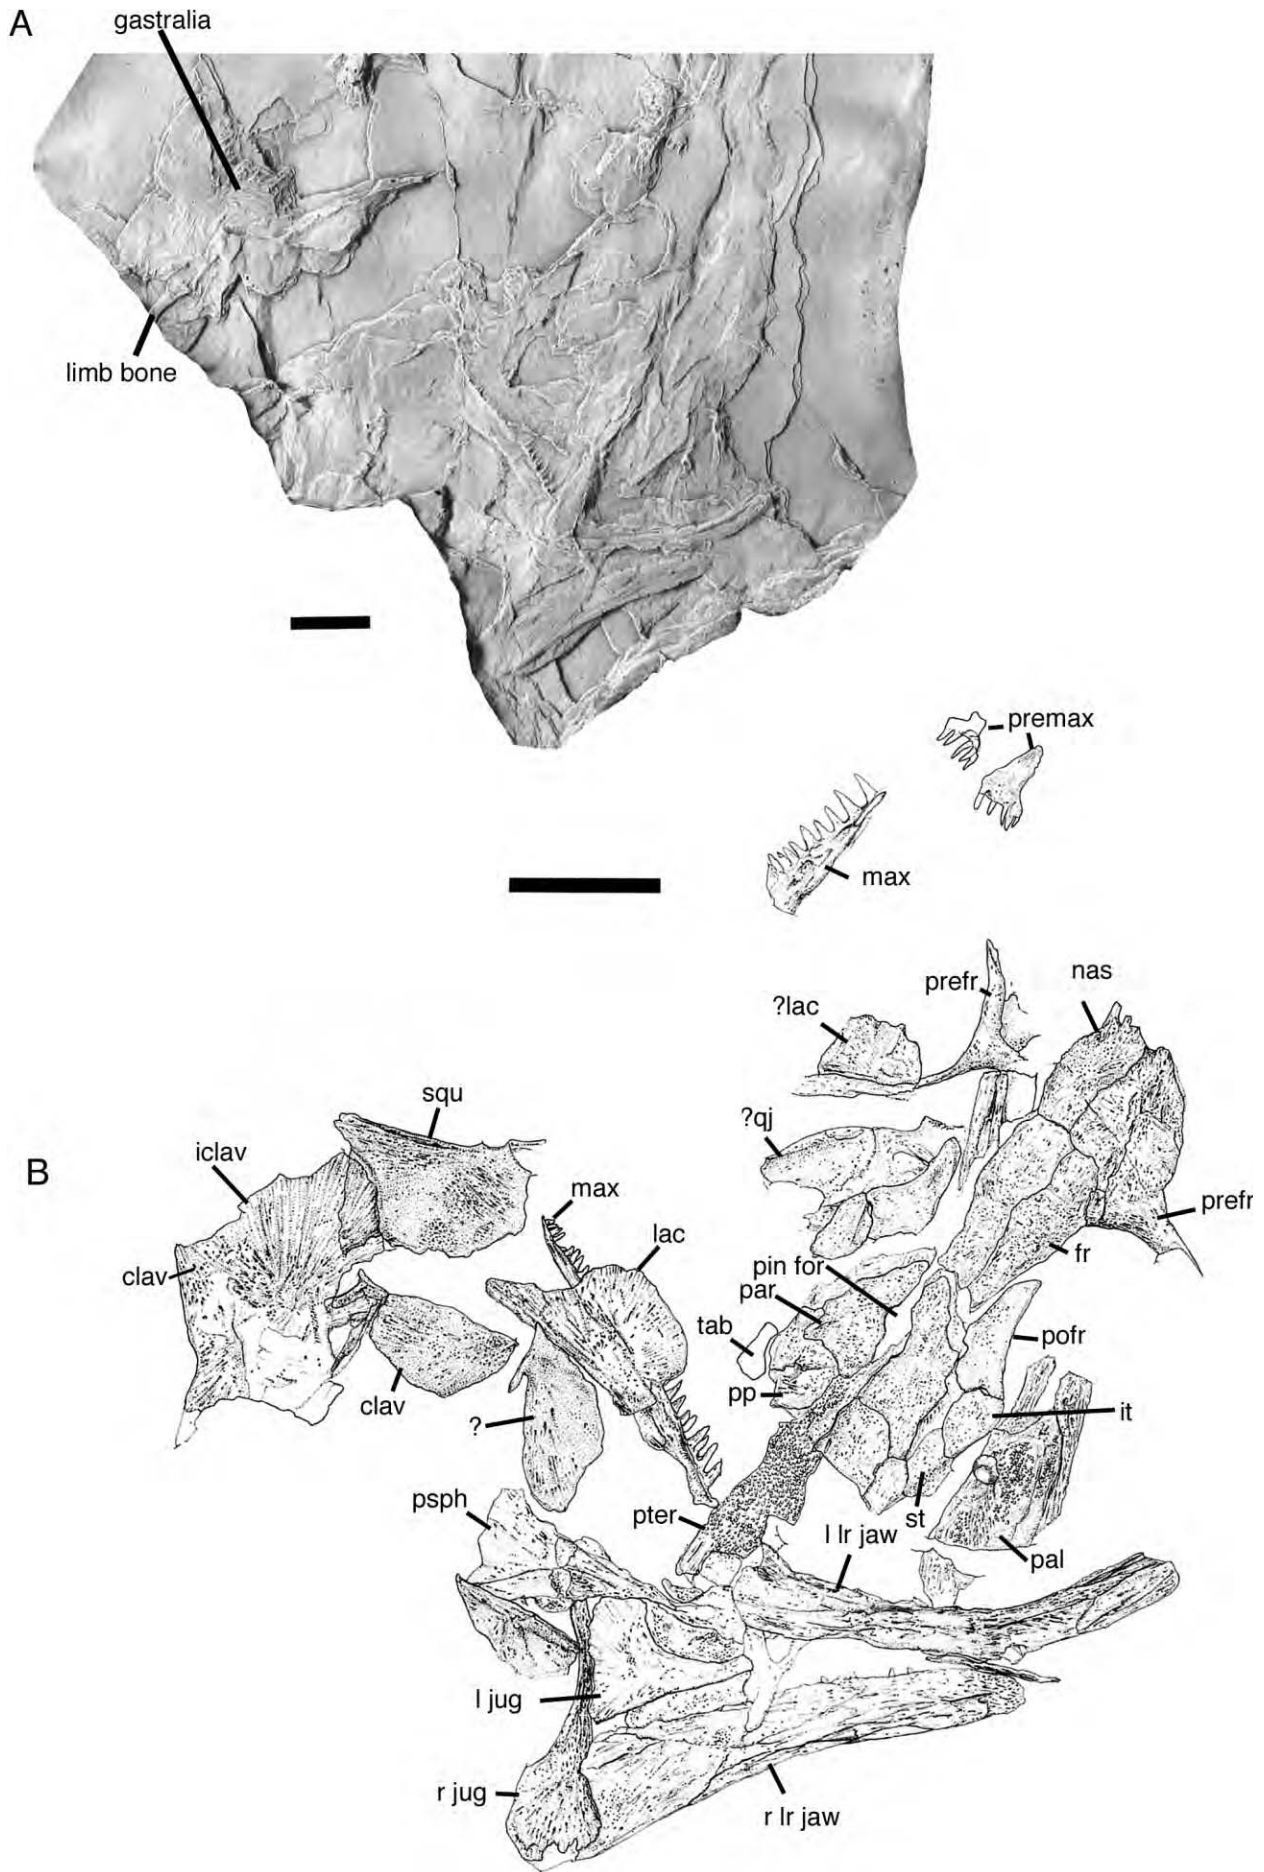 A
gastralia
limb bone
premax
max
B
nas
prefr
?lac
squ
?qj
iclav
max
prefr
lac
fr
clav
pin for
par
pofr
tab
clav
pp
it
?
psph
pter
st
l lr jaw
pal
l jug
r jug
r lr jaw